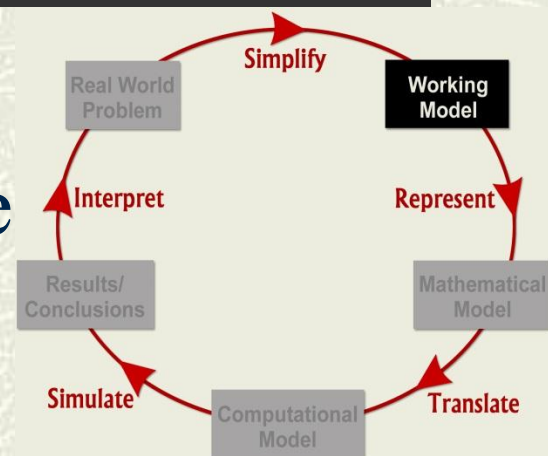 Simplify
Real World
Problem
Working
Model
Interpret
Represent
e
Results/
Conclusions
Mathematical
Model
Simulate
Translate
Computational
Model